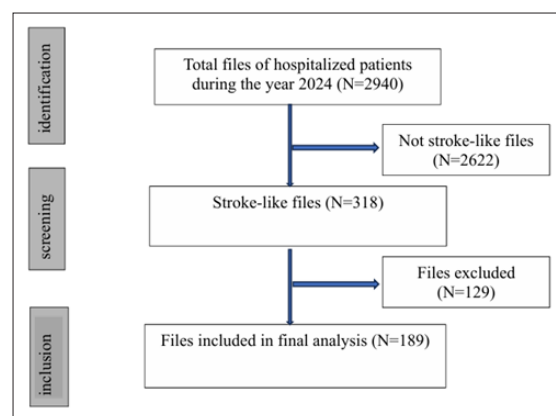 identification
Total files of hospitalized patients
during the year 2024 (N=2940)
Not stroke-like files
(N=2622)
screening
Stroke-like files (N=318)
Files excluded
(N=129)
inclusion
Files included in final analysis (N=189)